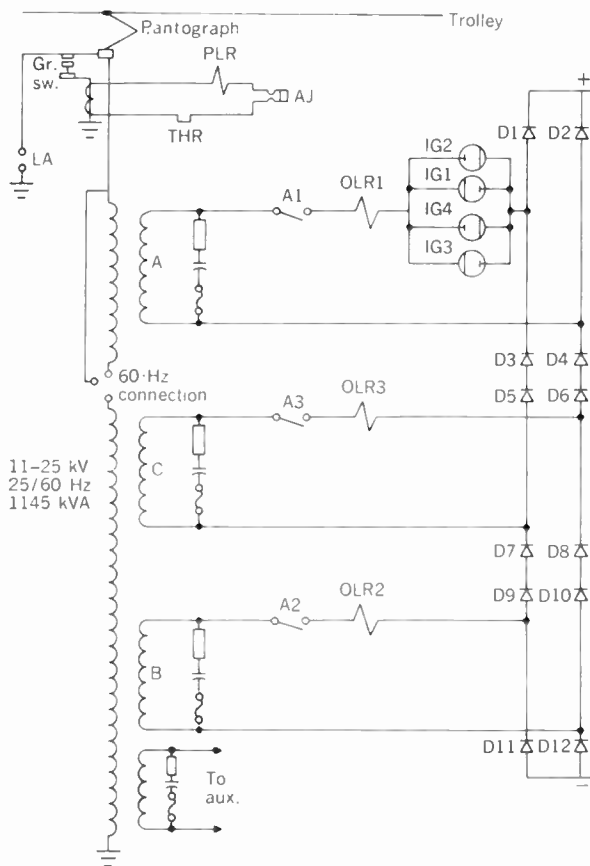 Trolley
Pantograph
PLR
Gr.
sw.
AJ
THR
LA
+
D1
D2
IG2
IG1
IG4
IG3
A1
OLR1
A
D3
D4
60-Hz
connection
D5
D6
A3
OLR3
11-25 kV
25/60 Hz
1145 kVA
C
D7
D8
D9
D10
A2
OLR2
B
D11
D12
To
aux.
−